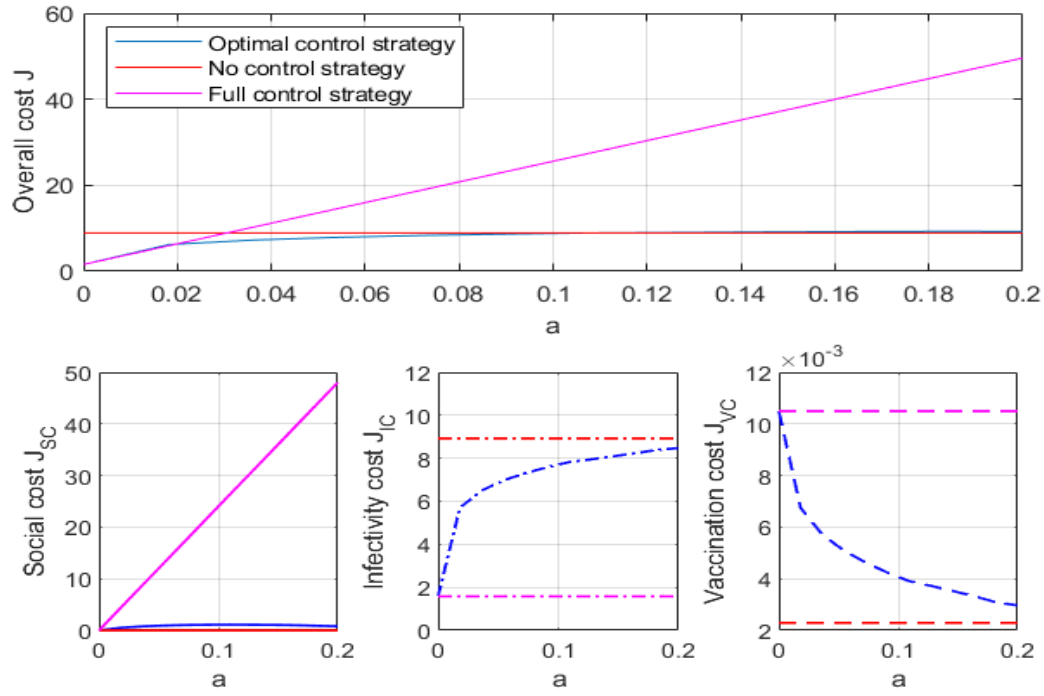 Overall cost J
60
40
20
0
Optimal control strategy
No control strategy
Full control strategy
0 0.02 0.04 0.06 0.08 0.1 0.12 0.14 0.16 0.18 0.2
a
Social cost J_SC
50
40
30
20
10
0
0 0.1 0.2
a
Infectivity cost J_IC
12
10
8
6
4
2
0
0 0.1 0.2
a
Vaccination cost J_VC
×10^-3
12
10
8
6
4
2
0 0.1 0.2
a